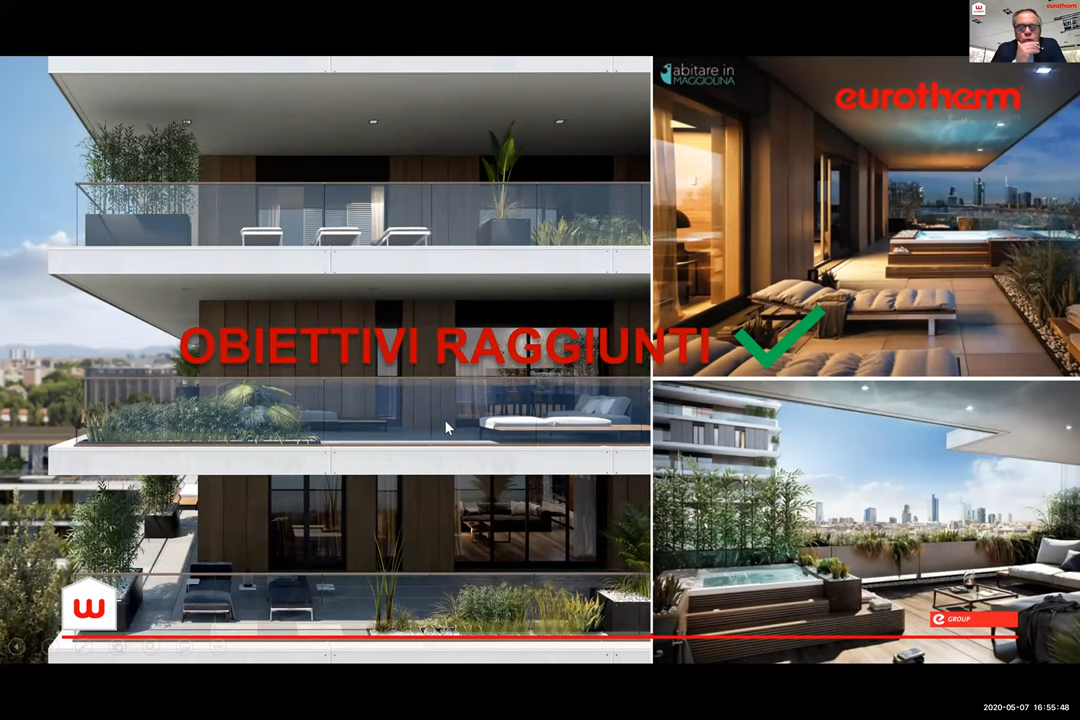 eurotherm
abitare in
MAGGIOLINA
eurotherm
OBIETTIVI RAGGIUNTI
w
e GROUP
2020-05-07 16:55:48